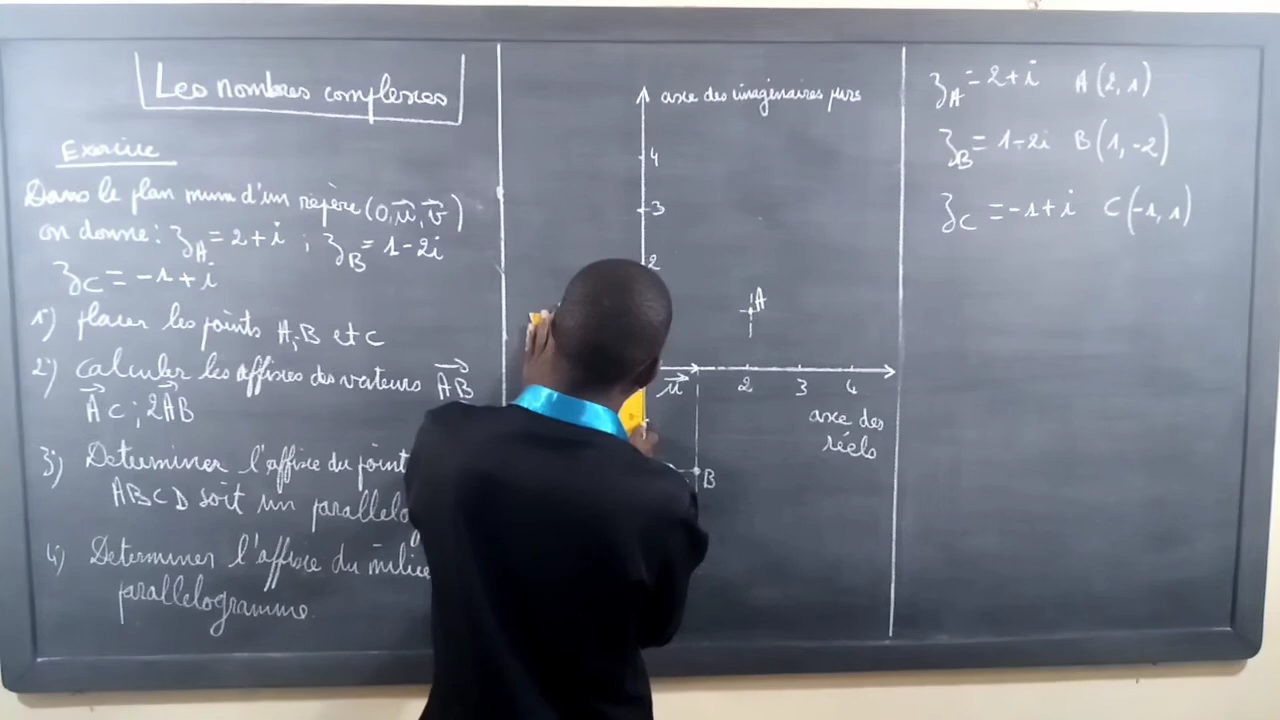 Les nombres complexes
Exercice
Dans le plan muni d'un repère (O, u⃗, v⃗)
on donne : zA = 2+i ; zB = 1-2i
zC = -1+i
1) placer les points A, B et C
2) calculer les affixes des vecteurs AB⃗
A⃗C ; 2A⃗B
3) Determiner l'affixe du point
ABCD soit un parallelo
4) Determiner l'affixe du milie
parallelogramme
axe des imaginaires purs
4
3
2
A
u⃗ 2 3 4
axe des
réels
B
zA = 2+i A(2, 1)
zB = 1-2i B(1, -2)
zC = -1+i C(-1, 1)